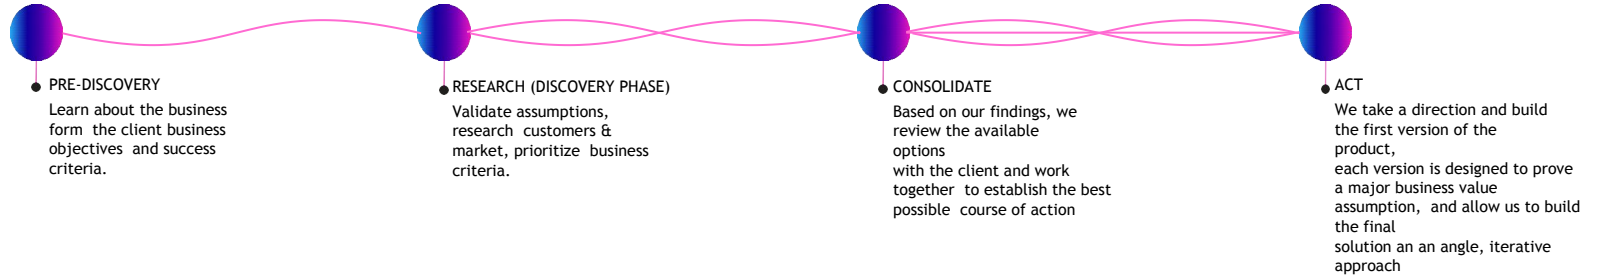 PRE-DISCOVERY
Learn about the business
form the client business
objectives and success
criteria.
RESEARCH (DISCOVERY PHASE)
Validate assumptions,
research customers &
market, prioritize business
criteria.
CONSOLIDATE
Based on our findings, we
review the available
options
with the client and work
together to establish the best
possible course of action
ACT
We take a direction and build
the first version of the
product,
each version is designed to prove
a major business value
assumption, and allow us to build
the final
solution an an angle, iterative
approach